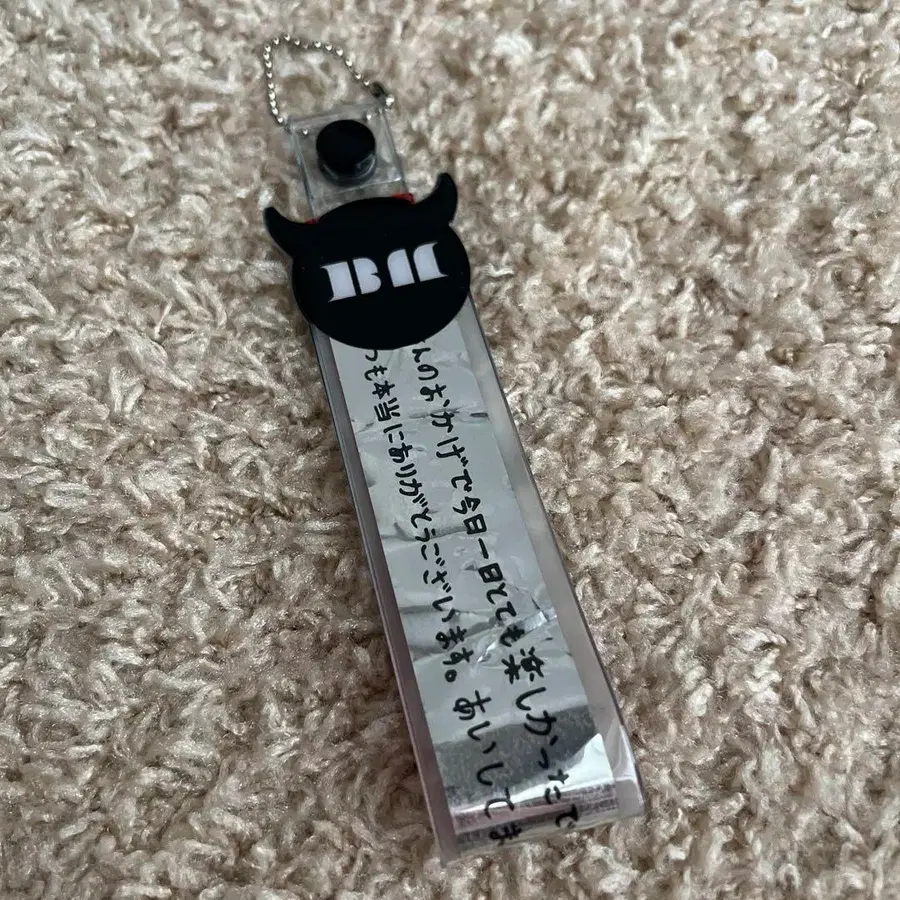 BM
んのおかげで今日一日とても楽しかったで
つも本当にありがとうございます。 あいしてま